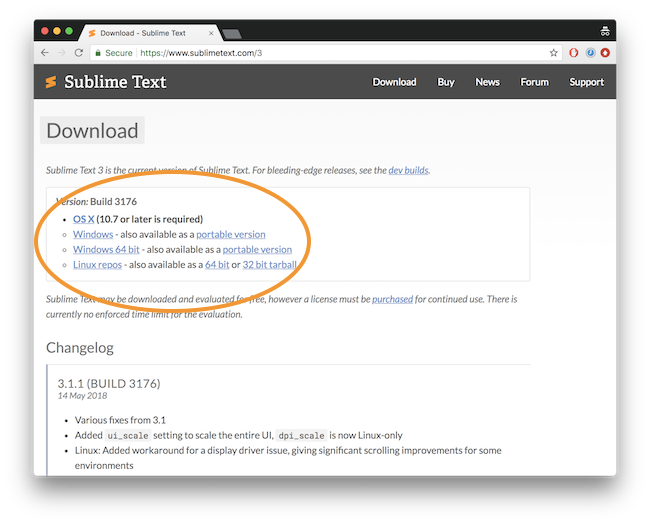 Download - Sublime Text
Secure https://www.sublimetext.com/3
Sublime Text Download Buy News Forum Support
Download
Sublime Text 3 is the current version of Sublime Text. For bleeding-edge releases, see the dev builds.
Version: Build 3176
OS X (10.7 or later is required)
Windows - also available as a portable version
Windows 64 bit - also available as a portable version
Linux repos - also available as a 64 bit or 32 bit tarball
Sublime Text may be downloaded and evaluated for free, however a license must be purchased for continued use. There is
currently no enforced time limit for the evaluation.
Changelog
3.1.1 (BUILD 3176)
14 May 2018
Various fixes from 3.1
Added ui_scale setting to scale the entire UI, dpi_scale is now Linux-only
Linux: Added workaround for a display driver issue, giving significant scrolling improvements for some
environments